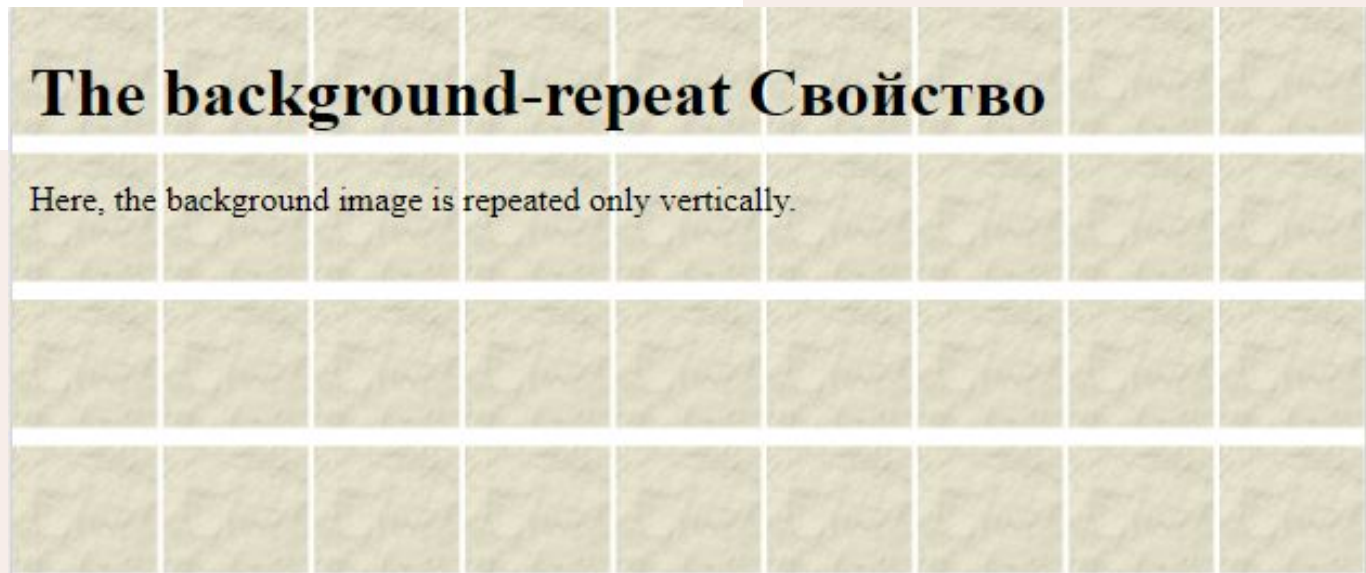 The background-repeat Свойство
Here, the background image is repeated only vertically.